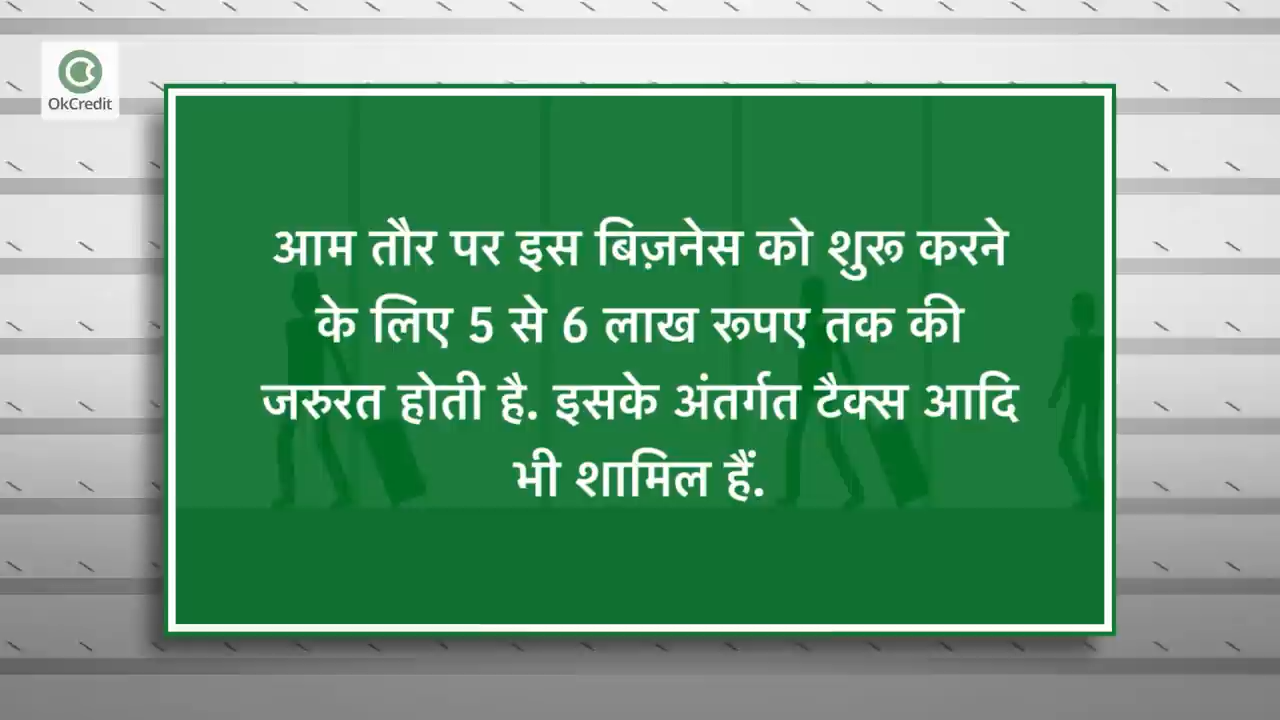 OkCredit
आम तौर पर इस बिज़नेस को शुरू करने
के लिए 5 से 6 लाख रूपए तक की
जरुरत होती है. इसके अंतर्गत टैक्स आदि
भी शामिल हैं.